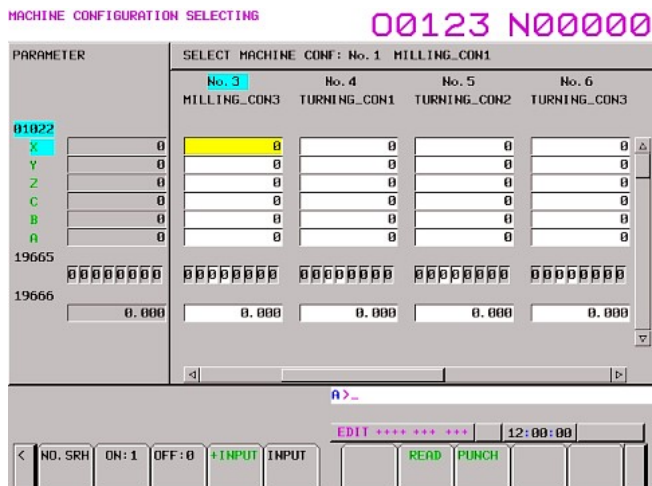 MACHINE CONFIGURATION SELECTING O0123 N00000
PARAMETER SELECT MACHINE CONF: No.1 MILLING_CON1
No.3 No.4 No.5 No.6
MILLING_CON3 TURNING_CON1 TURNING_CON2 TURNING_CON3
01022
X 0 0 0 0 0
Y 0 0 0 0 0
Z 0 0 0 0 0
C 0 0 0 0 0
B 0 0 0 0 0
A 0 0 0 0 0
19665
00000000 00000000 00000000 00000000 00000000
19666
0.000 0.000 0.000 0.000 0.000
A>_
EDIT ++++ +++ +++ 12:00:00
< NO.SRH ON:1 OFF:0 +INPUT INPUT READ PUNCH